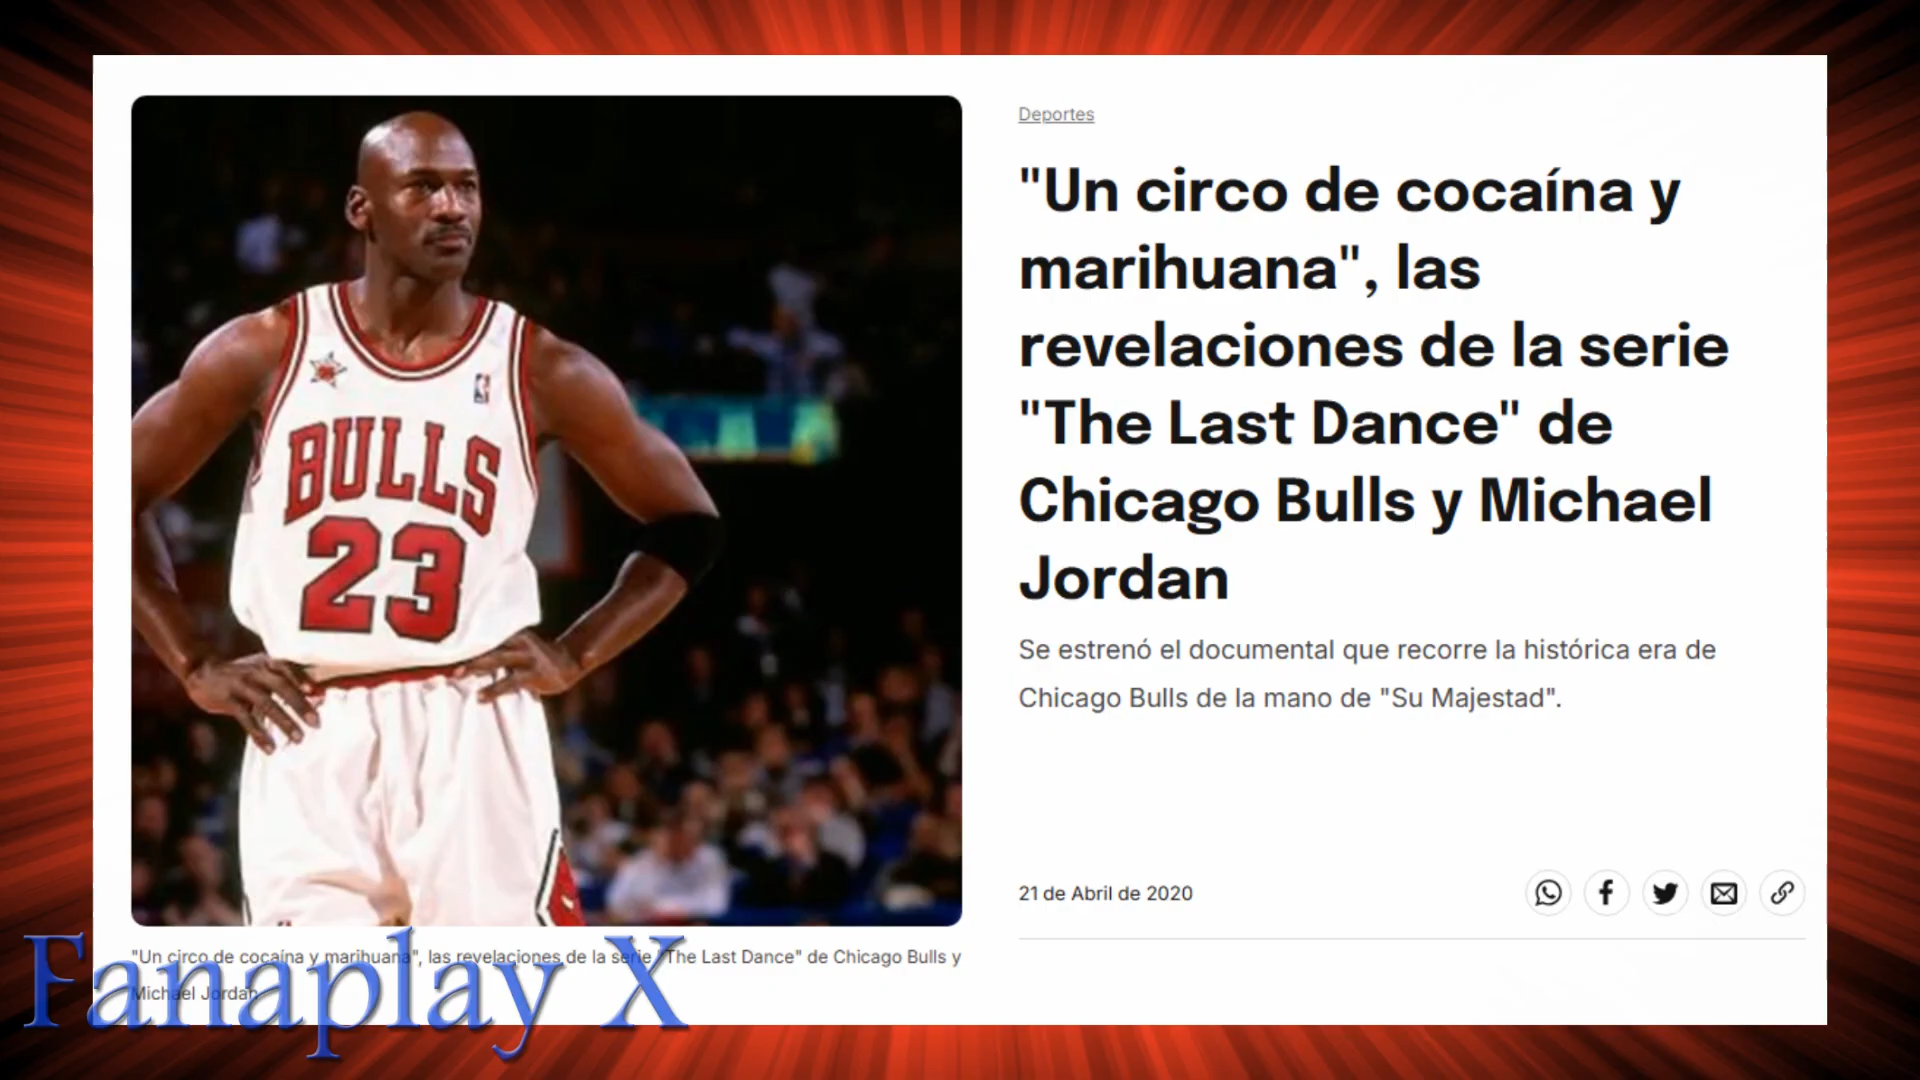 Deportes
"Un circo de cocaína y
marihuana", las
revelaciones de la serie
"The Last Dance" de
Chicago Bulls y Michael
Jordan
Se estrenó el documental que recorre la histórica era de
Chicago Bulls de la mano de "Su Majestad".
21 de Abril de 2020
BULLS
23
"Un circo de cocaína y marihuana", las revelaciones de la serie "The Last Dance" de Chicago Bulls y
Michael Jordan
Fanaplay X